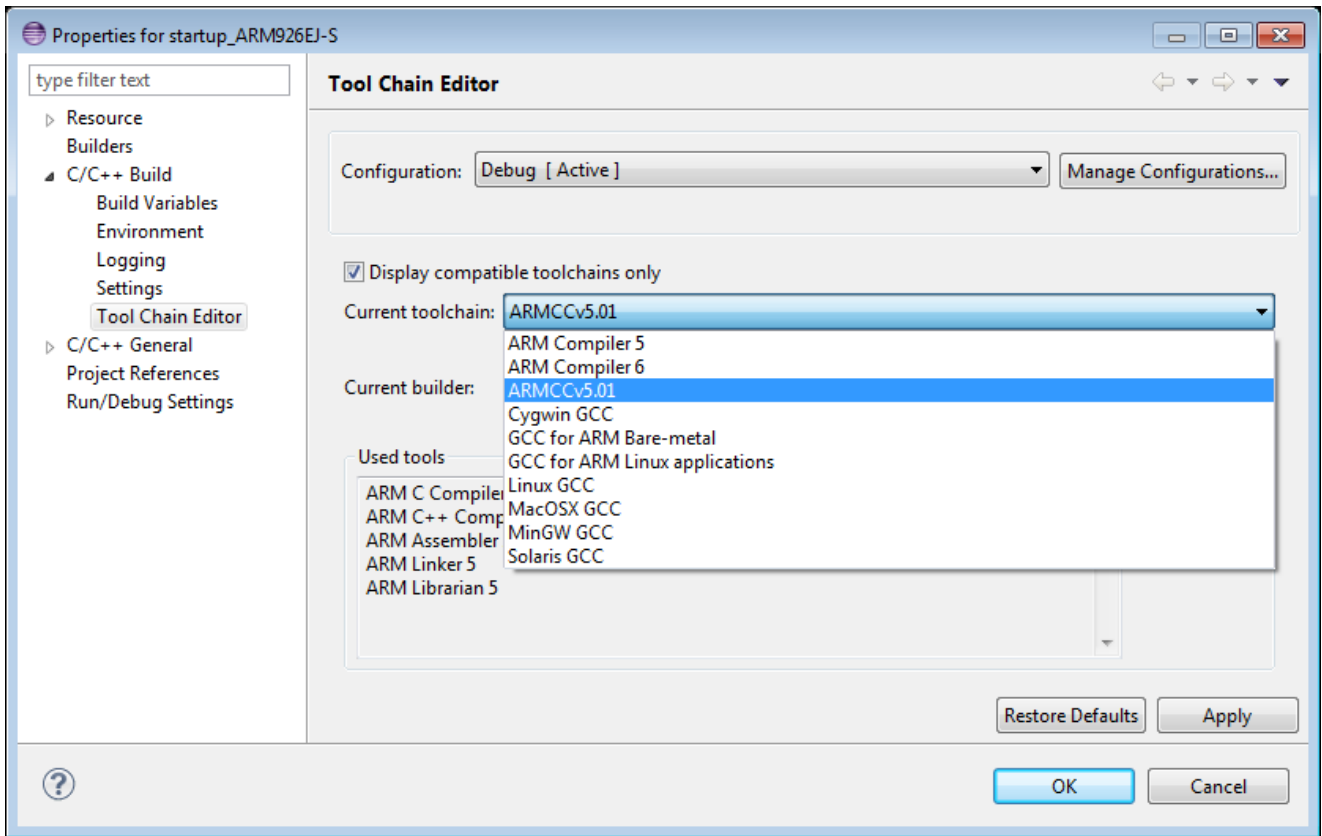 Properties for startup_ARM926EJ-S
type filter text
Resource
Builders
C/C++ Build
Build Variables
Environment
Logging
Settings
Tool Chain Editor
C/C++ General
Project References
Run/Debug Settings
Tool Chain Editor
Configuration: Debug [ Active ] Manage Configurations...
Display compatible toolchains only
Current toolchain: ARMCCv5.01
ARM Compiler 5
ARM Compiler 6
ARMCCv5.01
Cygwin GCC
GCC for ARM Bare-metal
GCC for ARM Linux applications
Linux GCC
MacOSX GCC
MinGW GCC
Solaris GCC
Current builder:
Used tools
ARM C Compiler
ARM C++ Comp
ARM Assembler
ARM Linker 5
ARM Librarian 5
Restore Defaults Apply
? OK Cancel